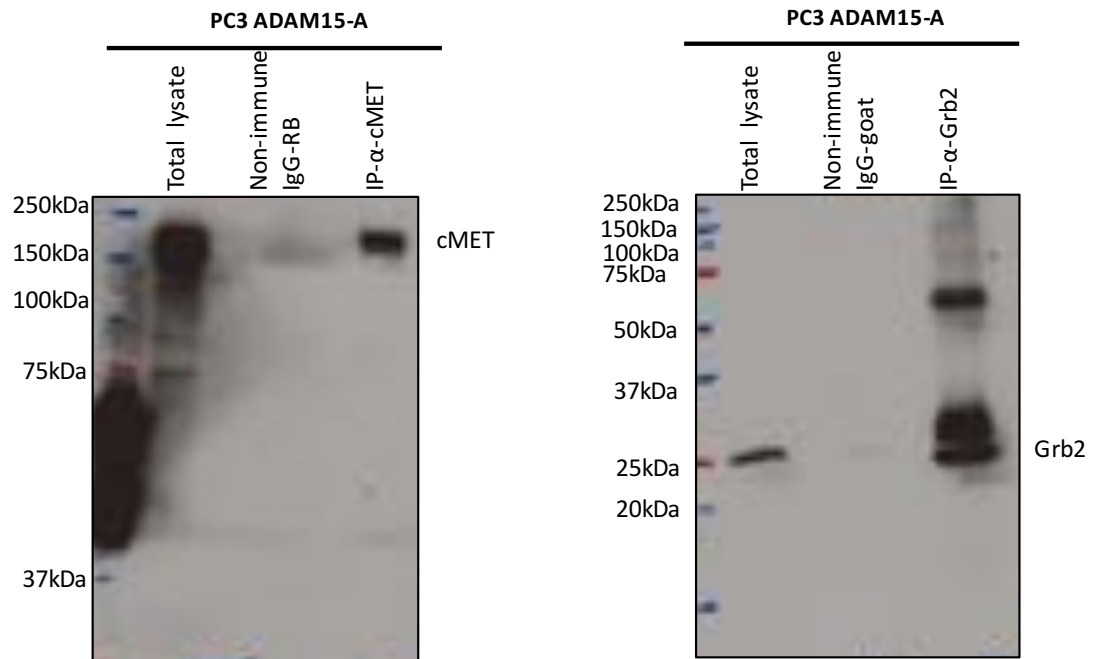 PC3 ADAM15-A
Total lysate
Non-immune
IgG-RB
IP-α-cMET
250kDa
150kDa
100kDa
75kDa
37kDa
cMET
PC3 ADAM15-A
Total lysate
Non-immune
IgG-goat
IP-α-Grb2
250kDa
150kDa
100kDa
75kDa
50kDa
37kDa
25kDa
20kDa
Grb2